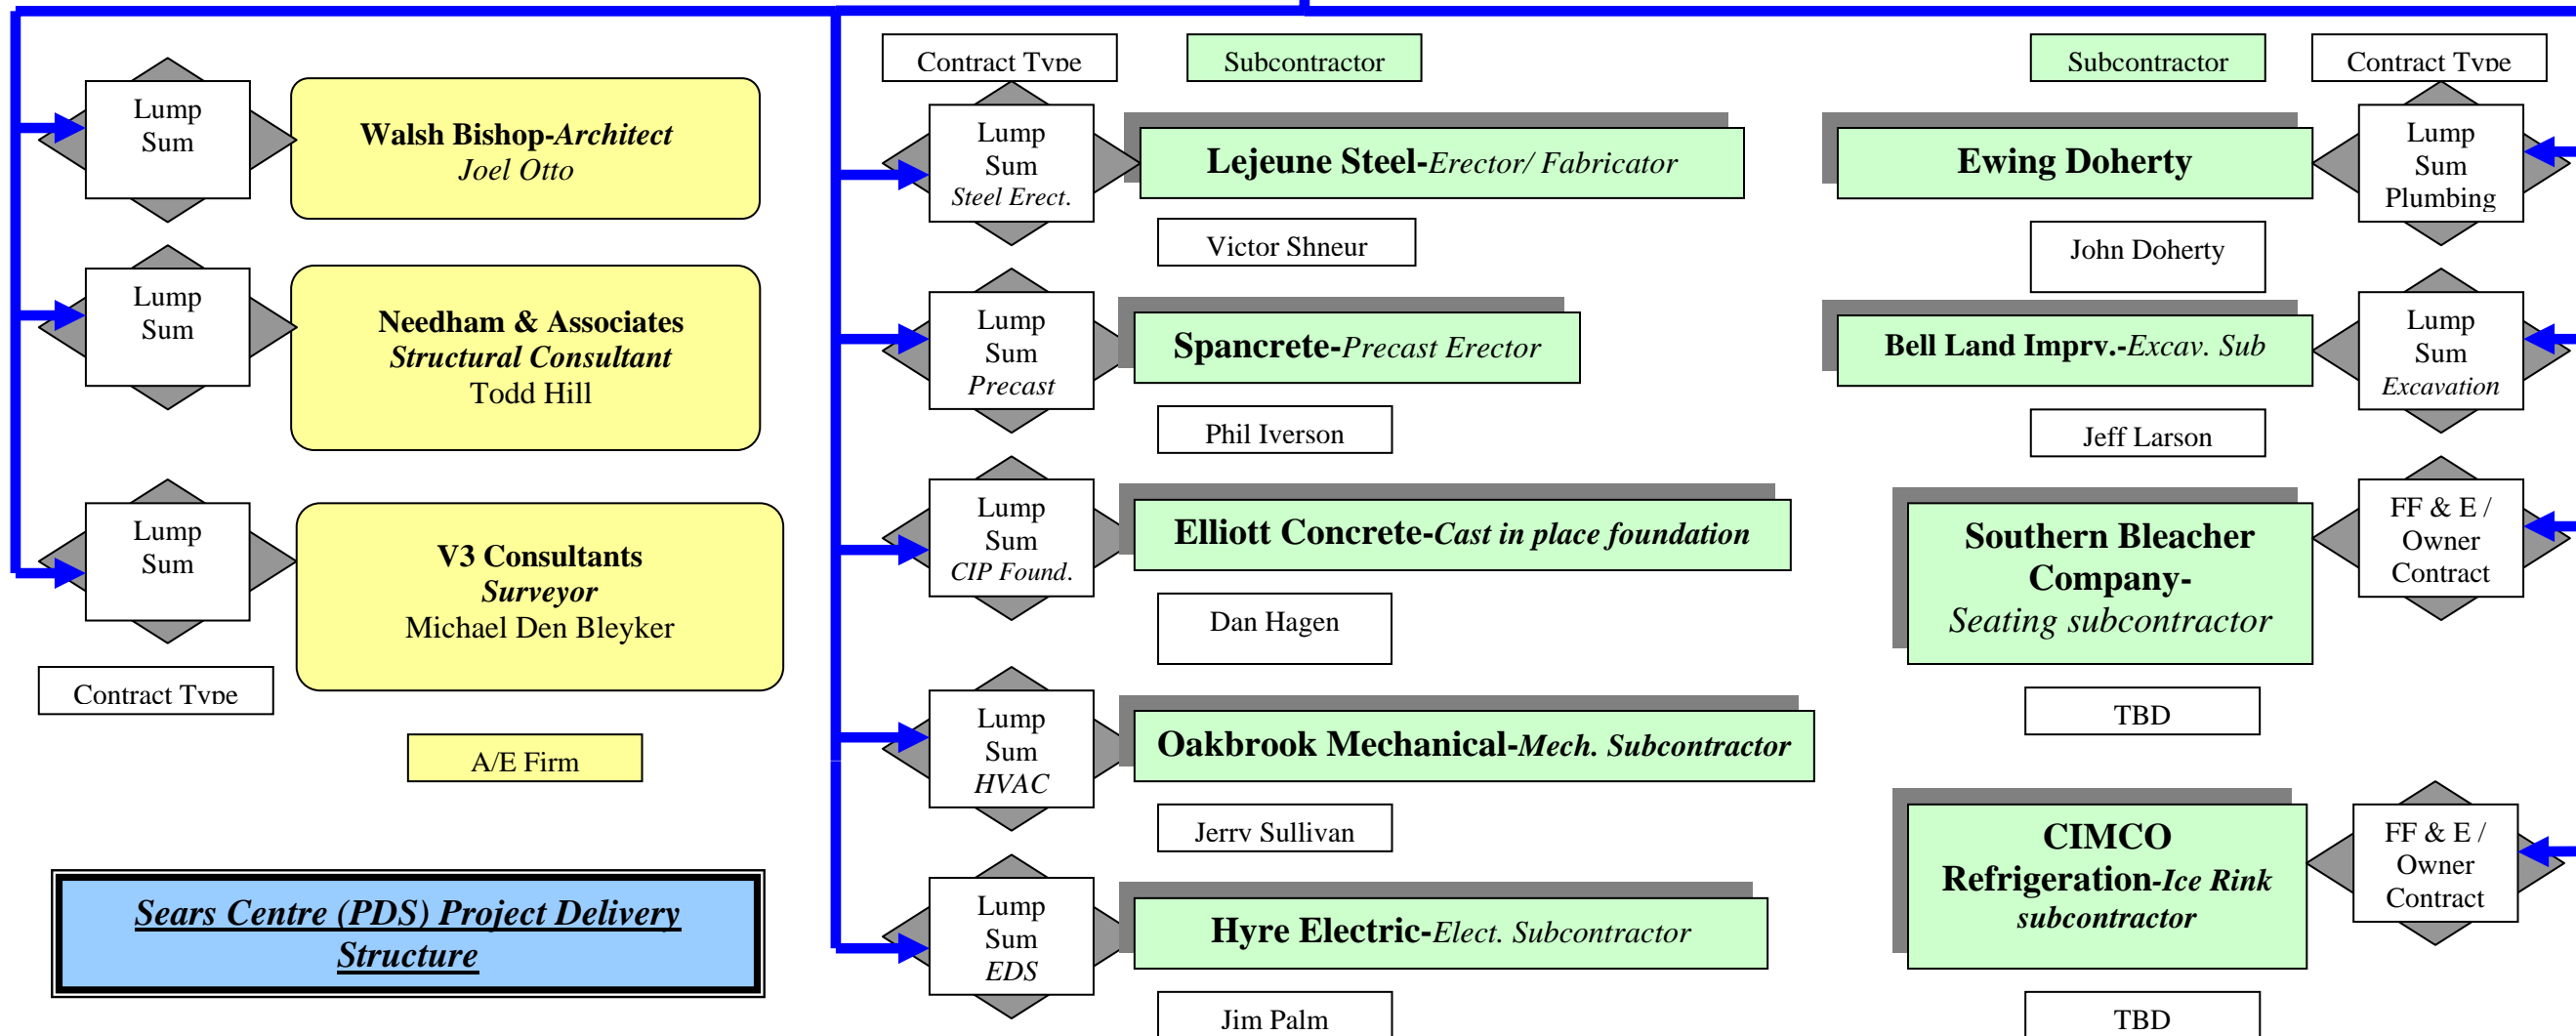 Lump
Sum
Walsh Bishop-Architect
Joel Otto
Lump
Sum
Needham & Associates
Structural Consultant
Todd Hill
Lump
Sum
V3 Consultants
Surveyor
Michael Den Bleyker
Contract Type
A/E Firm
Sears Centre (PDS) Project Delivery
Structure
Contract Type
Subcontractor
Lump
Sum
Steel Erect.
Lejeune Steel-Erector/ Fabricator
Victor Shneur
Lump
Sum
Precast
Spancrete-Precast Erector
Phil Iverson
Lump
Sum
CIP Found.
Elliott Concrete-Cast in place foundation
Dan Hagen
Lump
Sum
HVAC
Oakbrook Mechanical-Mech. Subcontractor
Jerry Sullivan
Lump
Sum
EDS
Hyre Electric-Elect. Subcontractor
Jim Palm
Subcontractor
Contract Type
Ewing Doherty
Lump
Sum
Plumbing
John Doherty
Bell Land Imprv.-Excav. Sub
Lump
Sum
Excavation
Jeff Larson
Southern Bleacher
Company-
Seating subcontractor
FF & E /
Owner
Contract
TBD
CIMCO
Refrigeration-Ice Rink
subcontractor
FF & E /
Owner
Contract
TBD